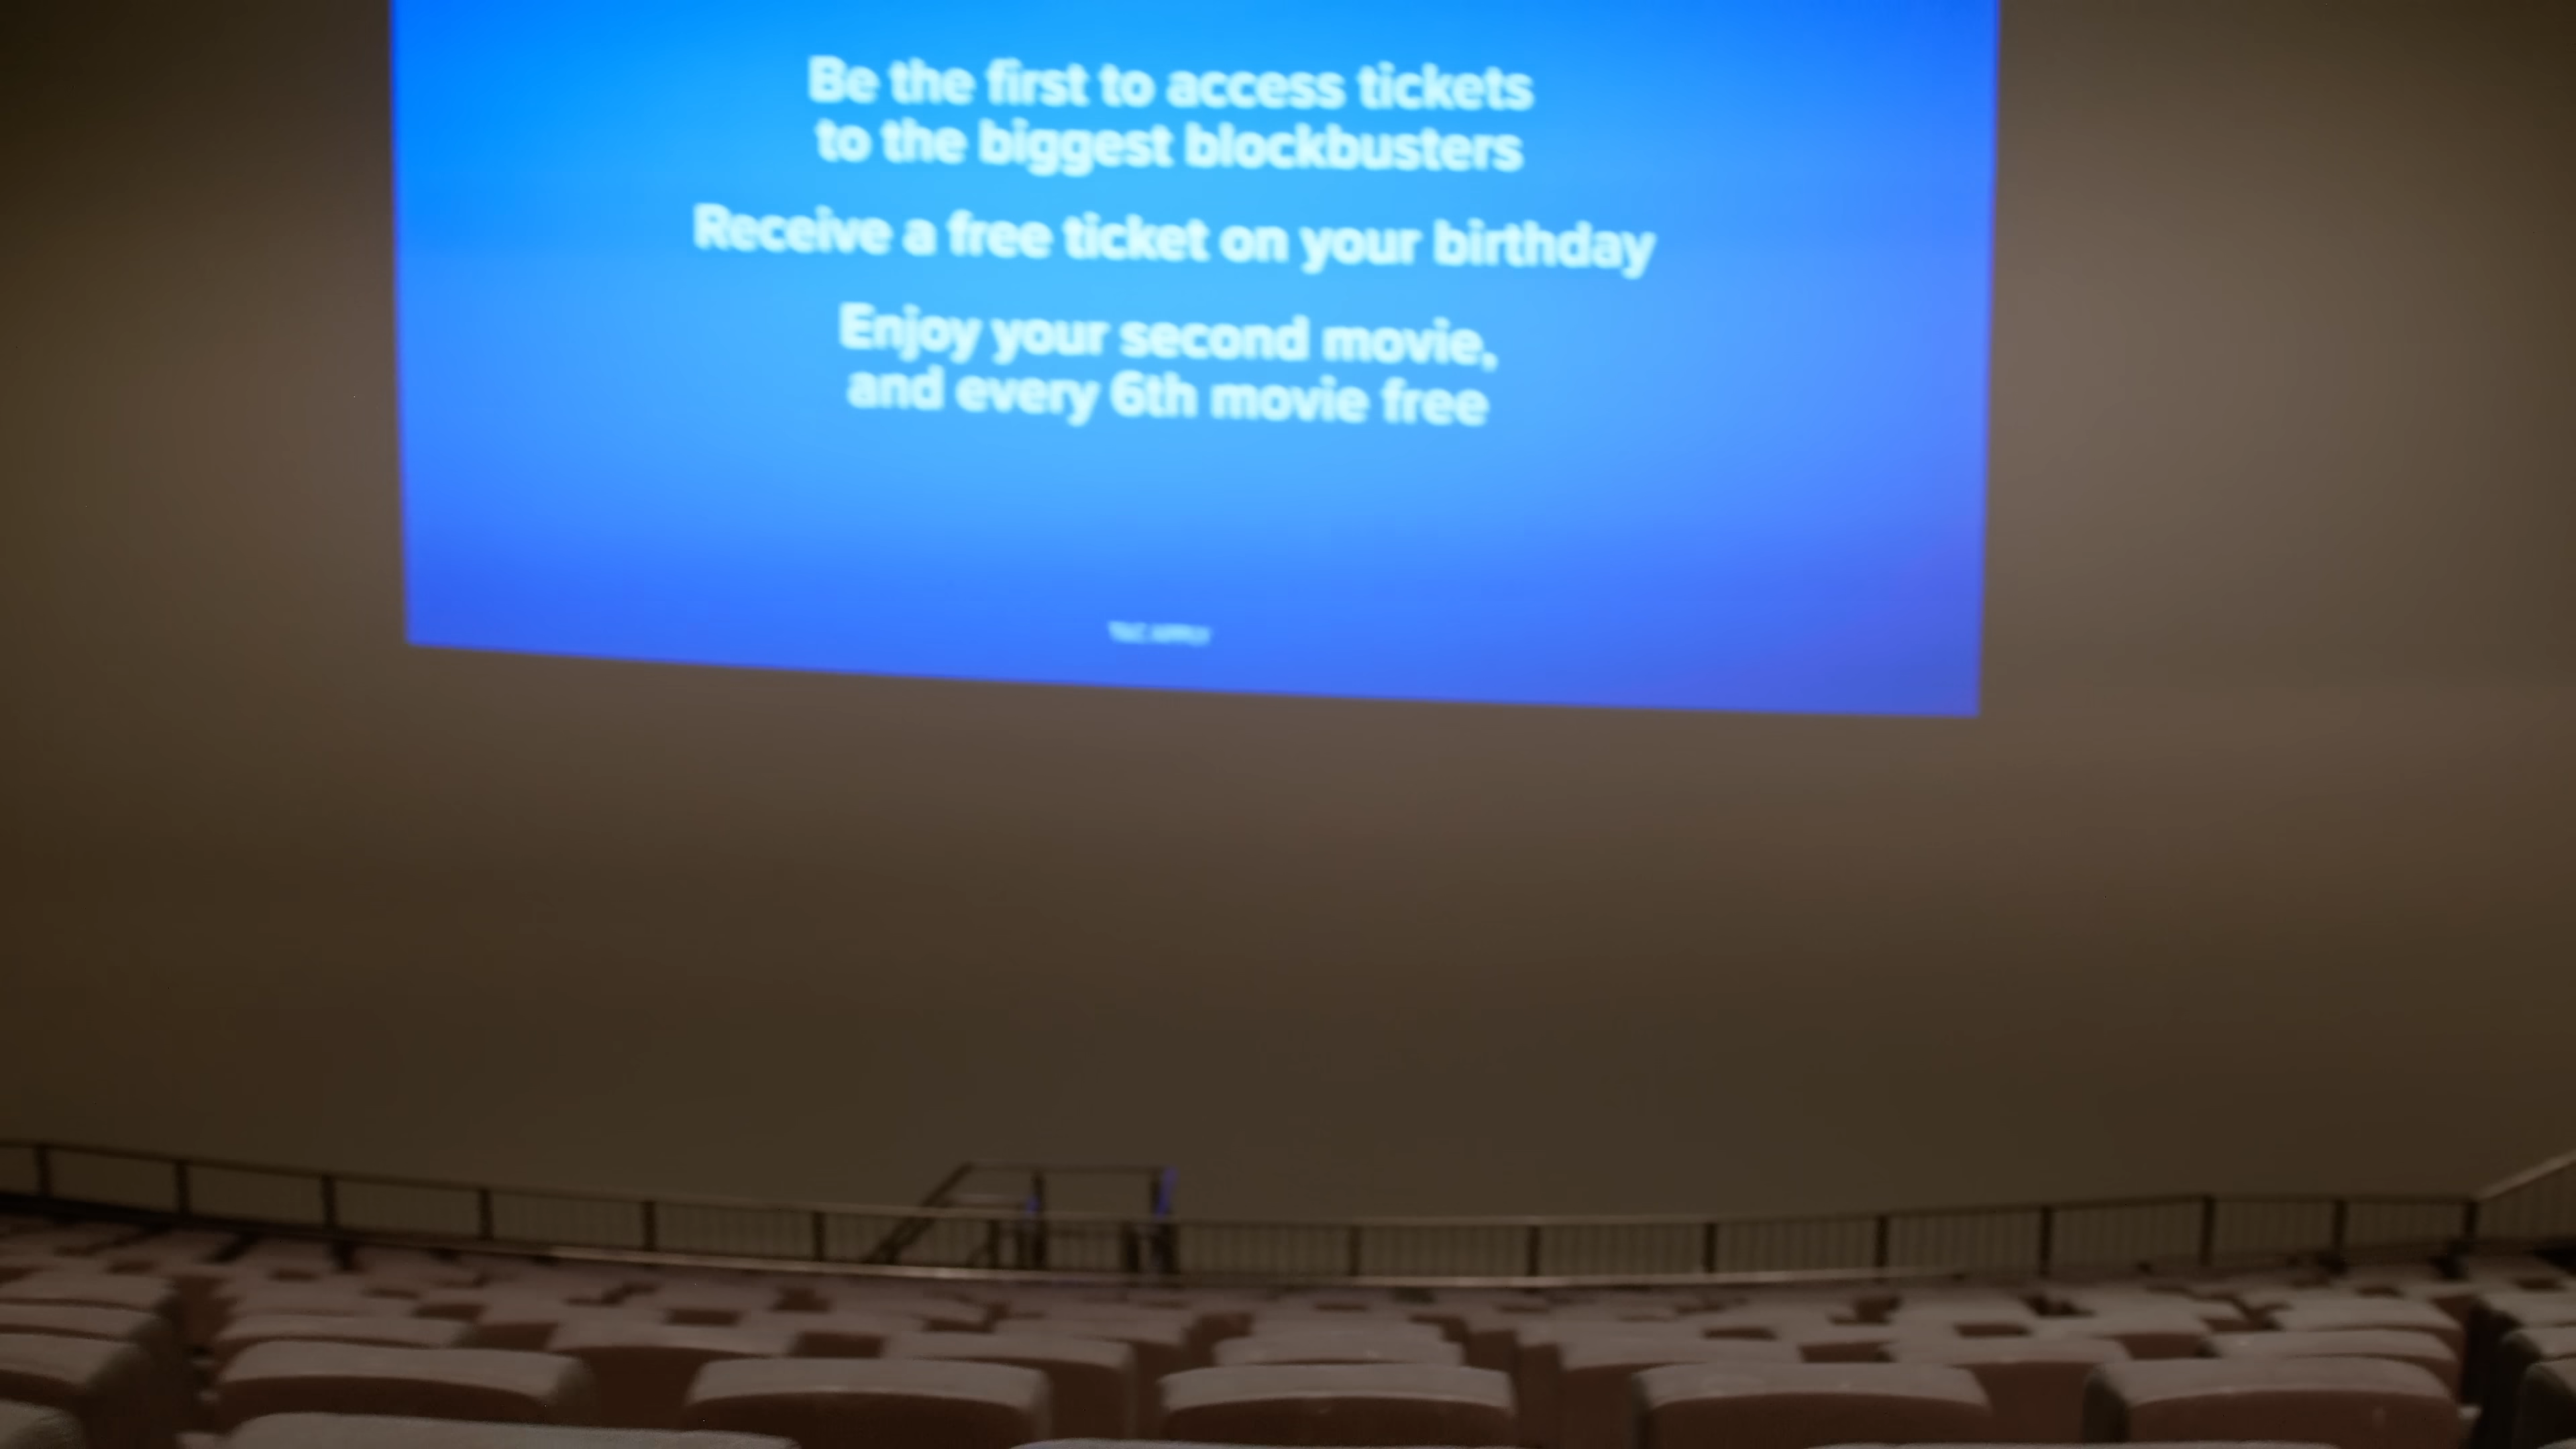 Be the first to access tickets
to the biggest blockbusters
Receive a free ticket on your birthday
Enjoy your second movie,
and every 6th movie free
T&C APPLY